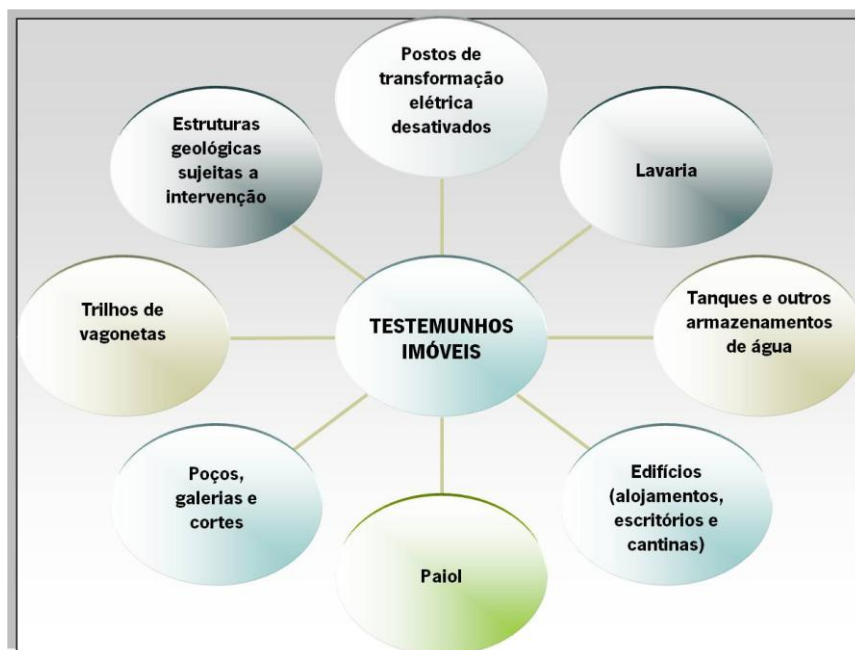 Postos de
transformação
elétrica
desativados
Estruturas
geológicas
sujeitas a
intervenção
Lavaria
Trilhos de
vagonetas
TESTEMUNHOS
IMÓVEIS
Tanques e outros
armazenamentos
de água
Poços,
galerias e
cortes
Edifícios
(alojamentos,
escritórios e
cantinas)
Paiol